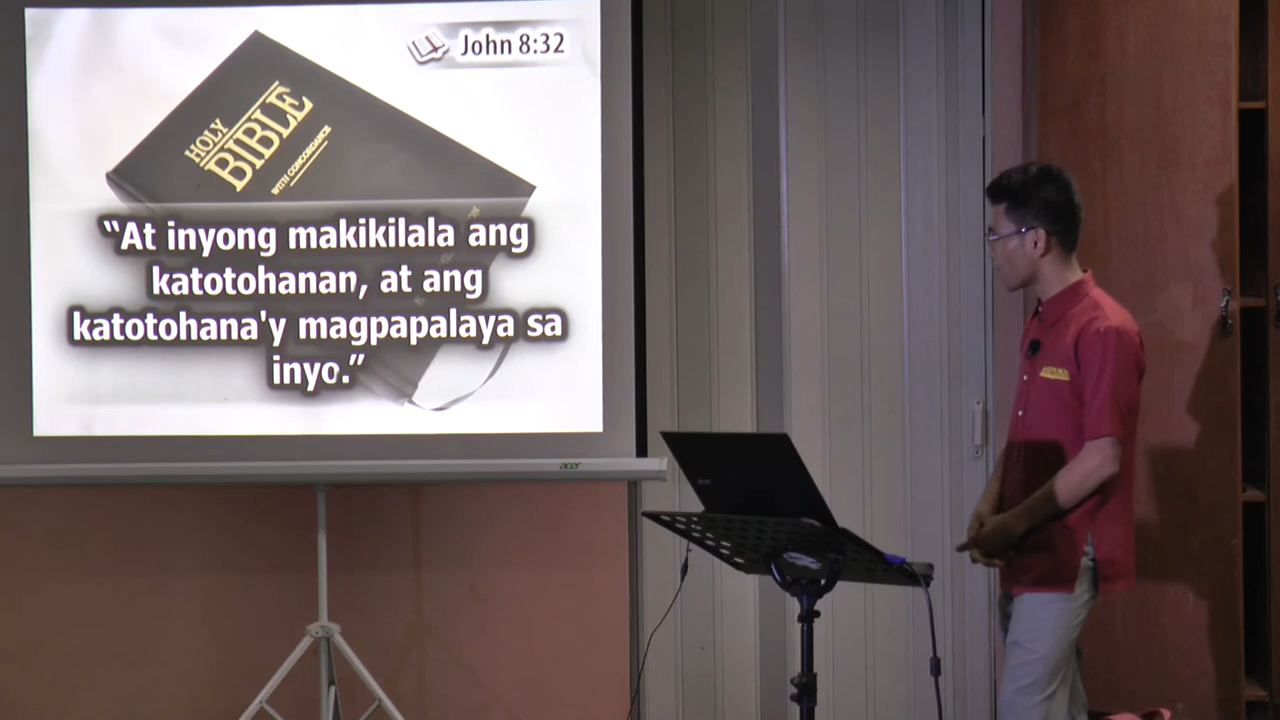 John 8:32
HOLY
BIBLE
WITH CONCORDANCE
“At inyong makikilala ang
katotohanan, at ang
katotohana'y magpapalaya sa
inyo.”
acer